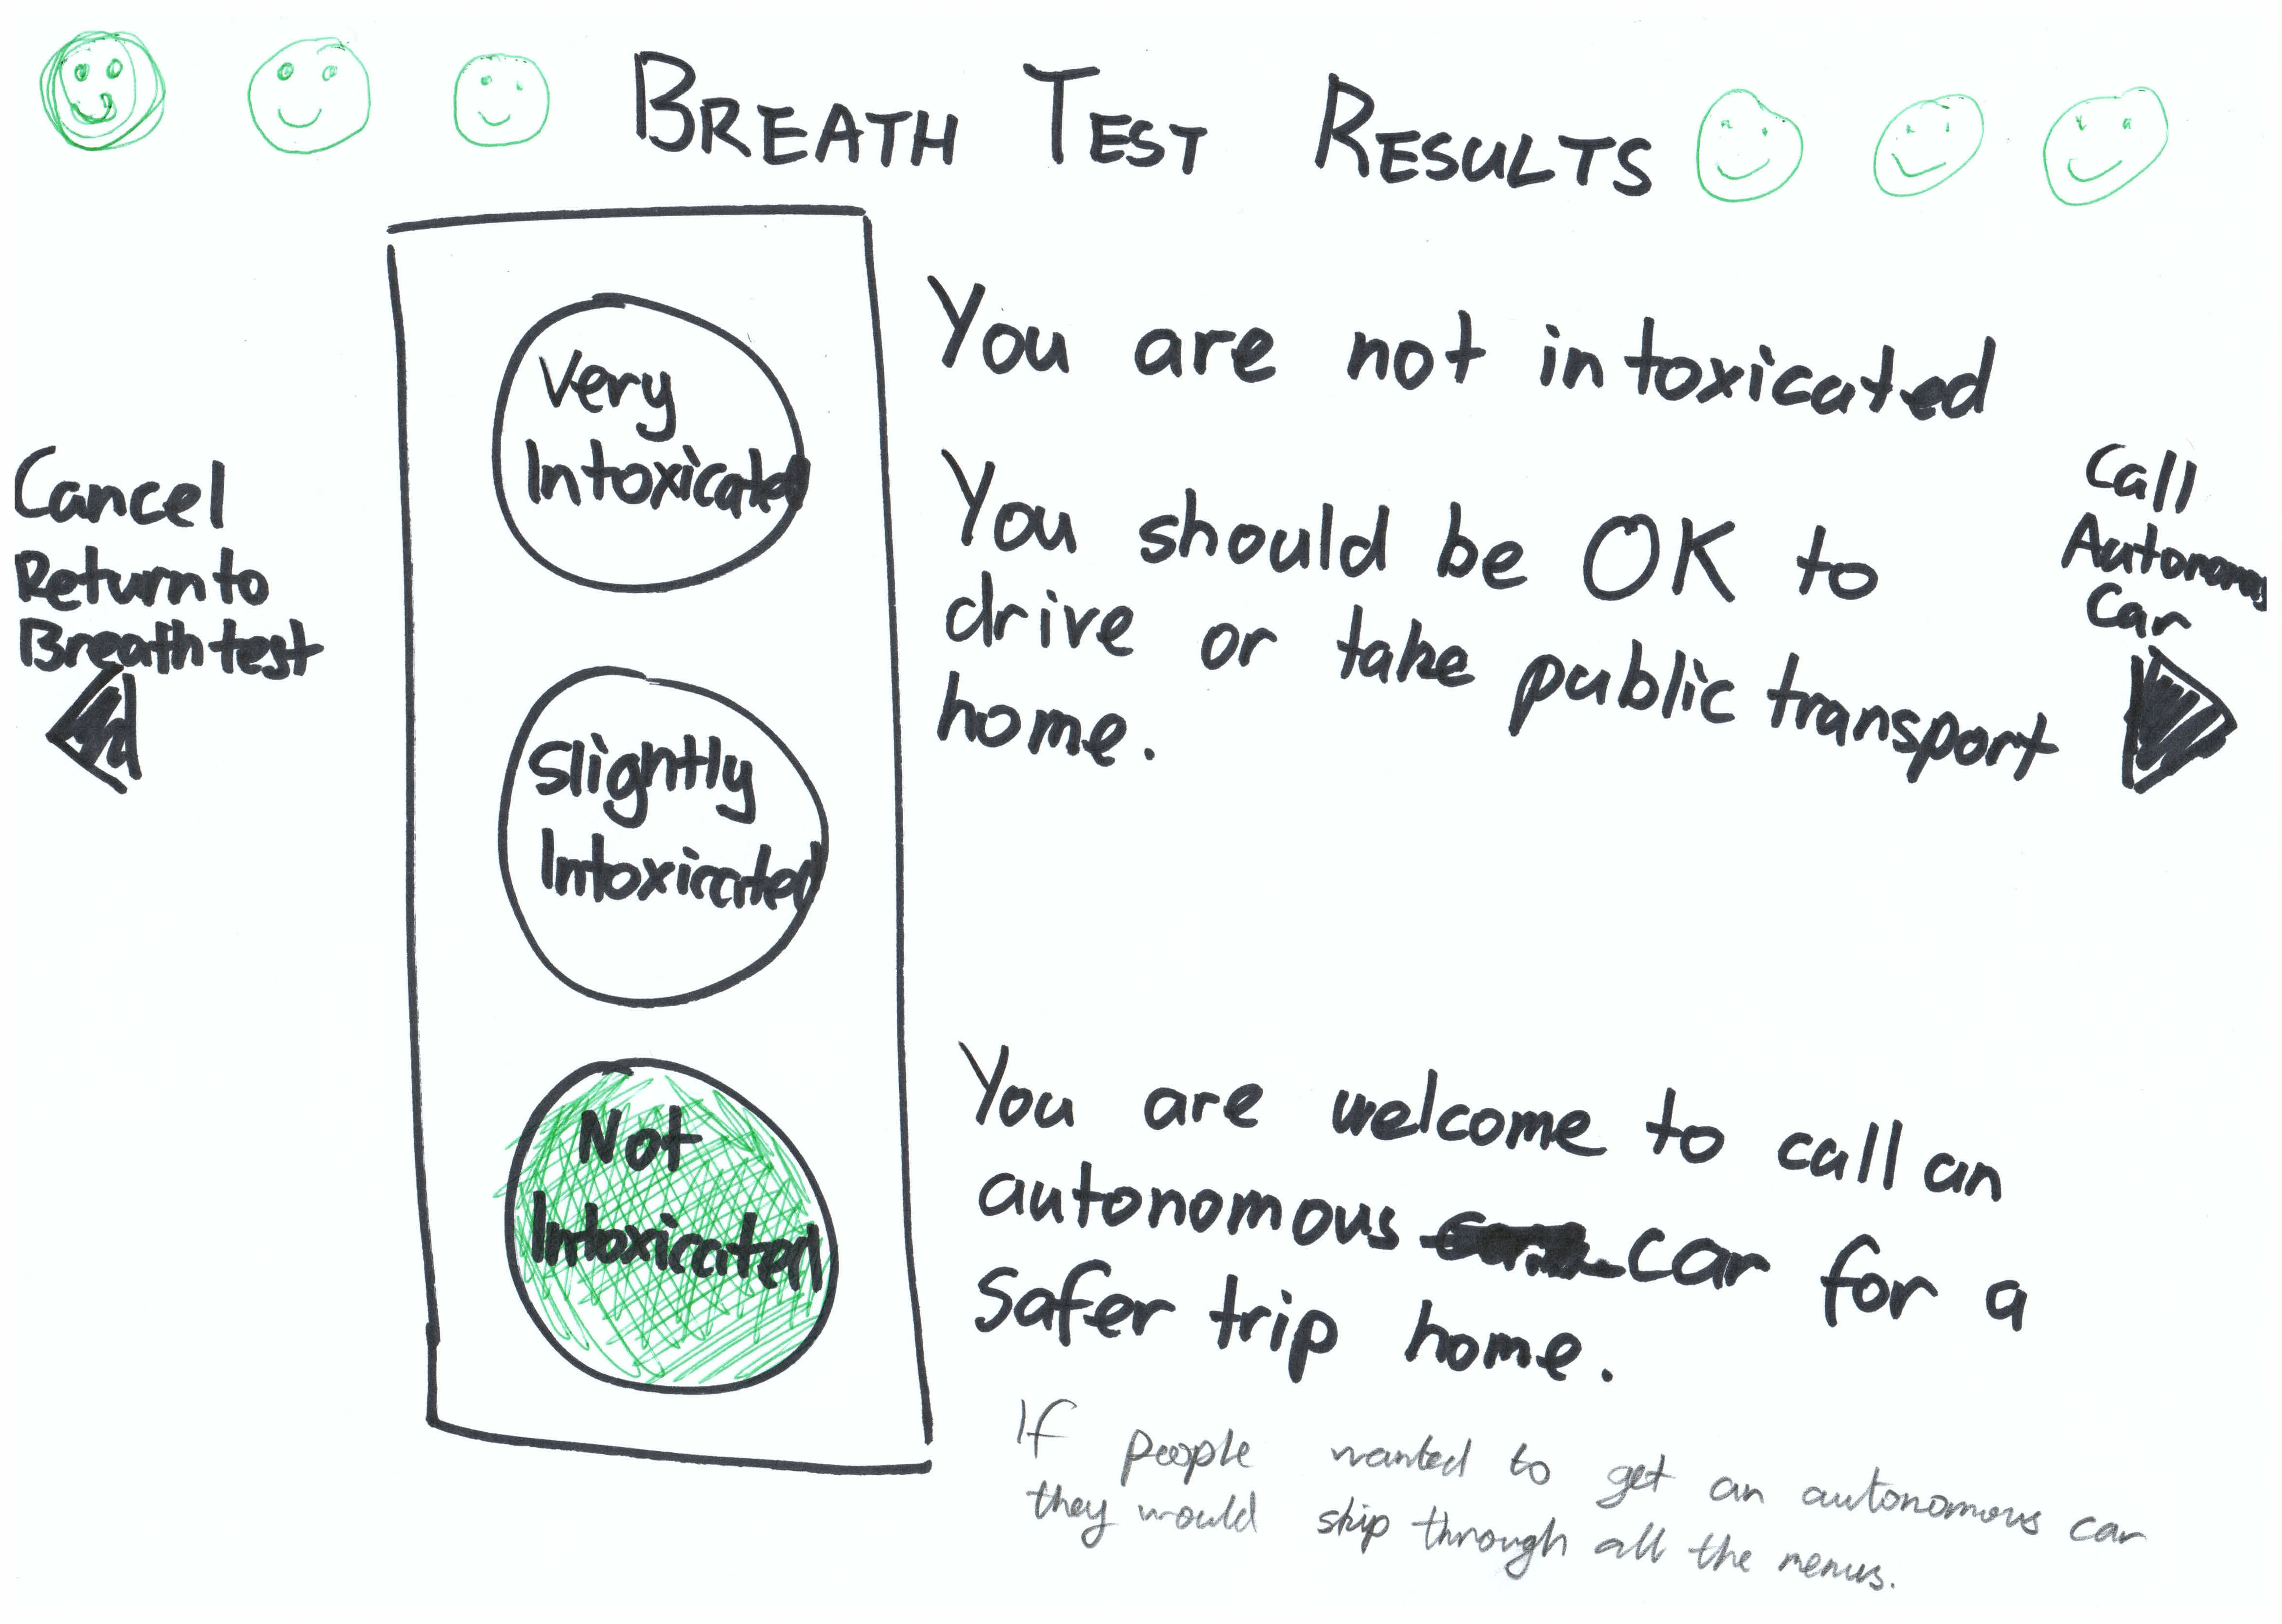 BREATH TEST RESULTS
Cancel
Return to
Breath test
Very
Intoxicated
Slightly
Intoxicated
Not
Intoxicated
You are not intoxicated
You should be OK to
drive or take public transport
home.
You are welcome to call an
autonomous car for a
safer trip home.
If people wanted to get an autonomous car
they would skip through all the menus.
Call
Autonomous
Car